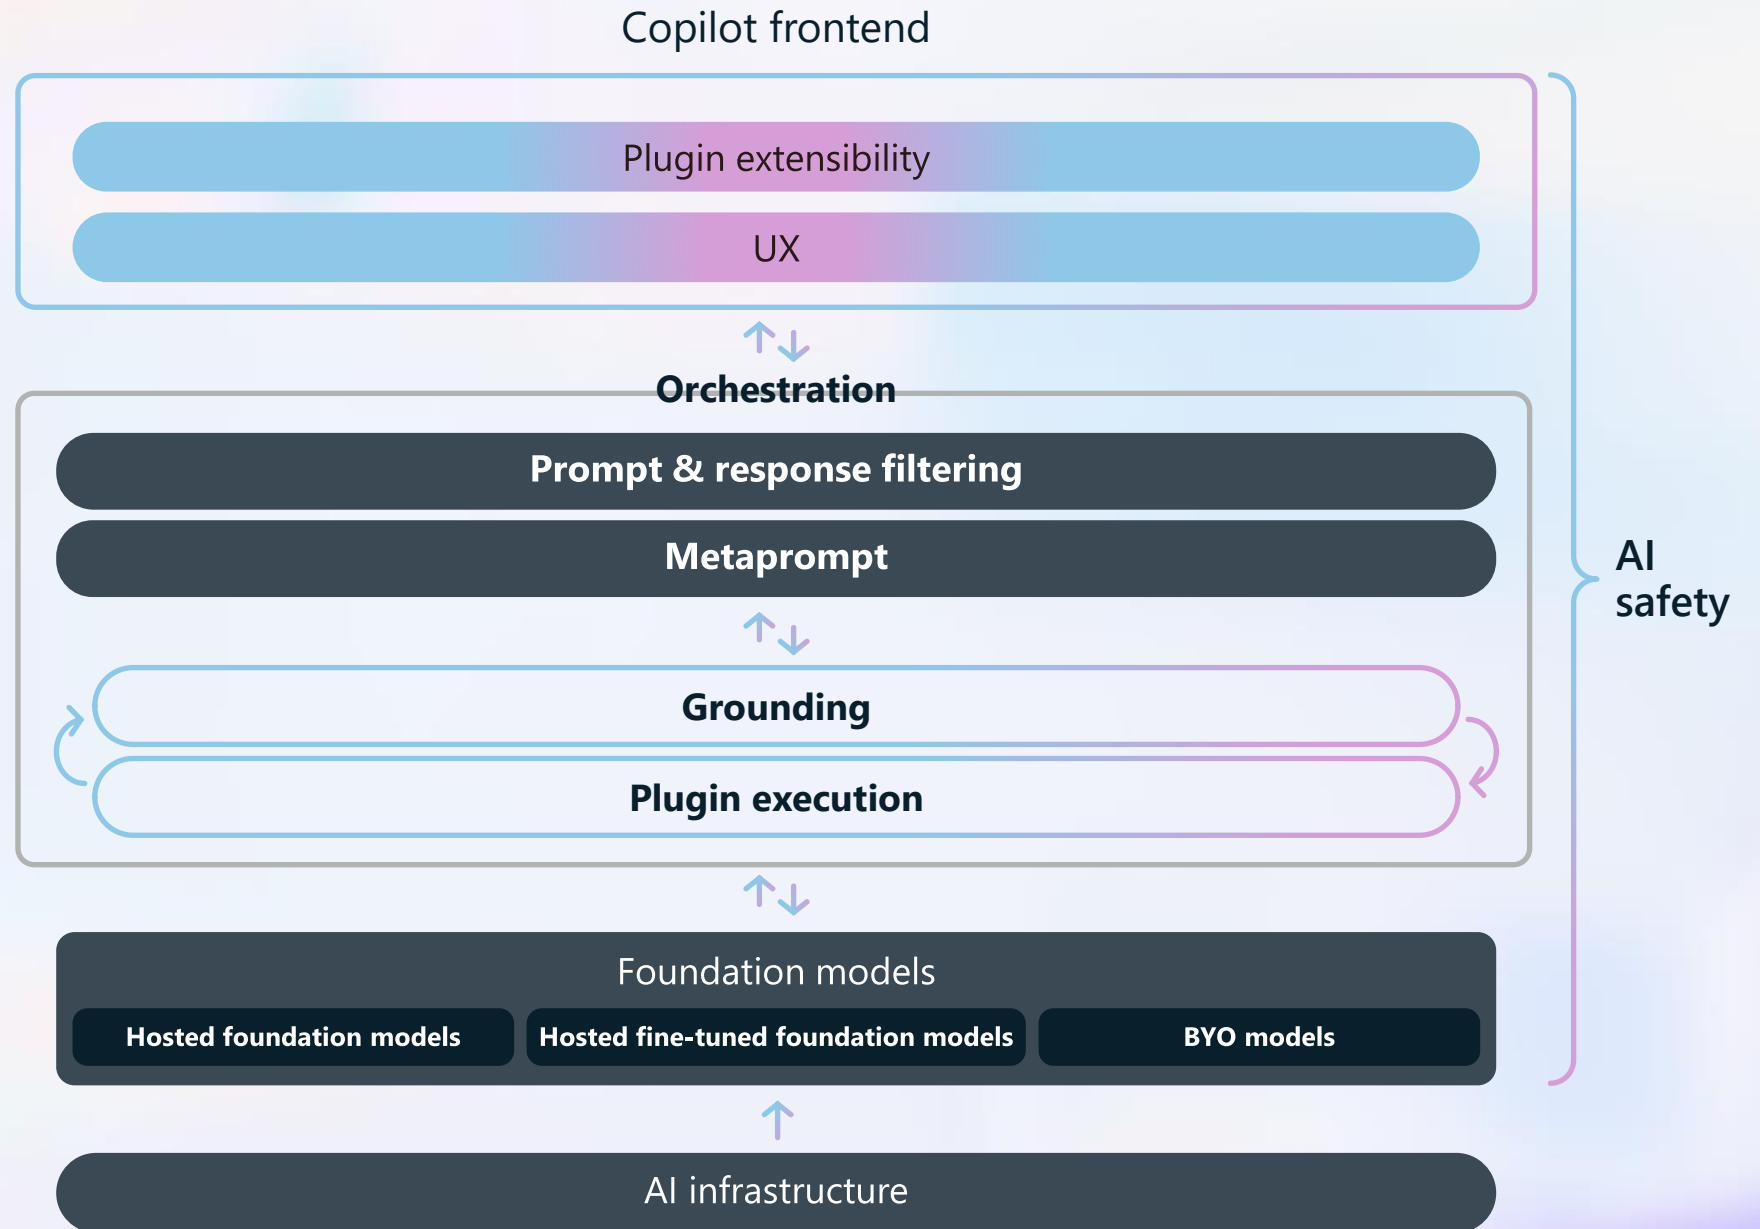 Copilot frontend
Plugin extensibility
UX
Orchestration
Prompt & response filtering
Metaprompt
AI
safety
Grounding
Plugin execution
Foundation models
Hosted foundation models
Hosted fine-tuned foundation models
BYO models
AI infrastructure